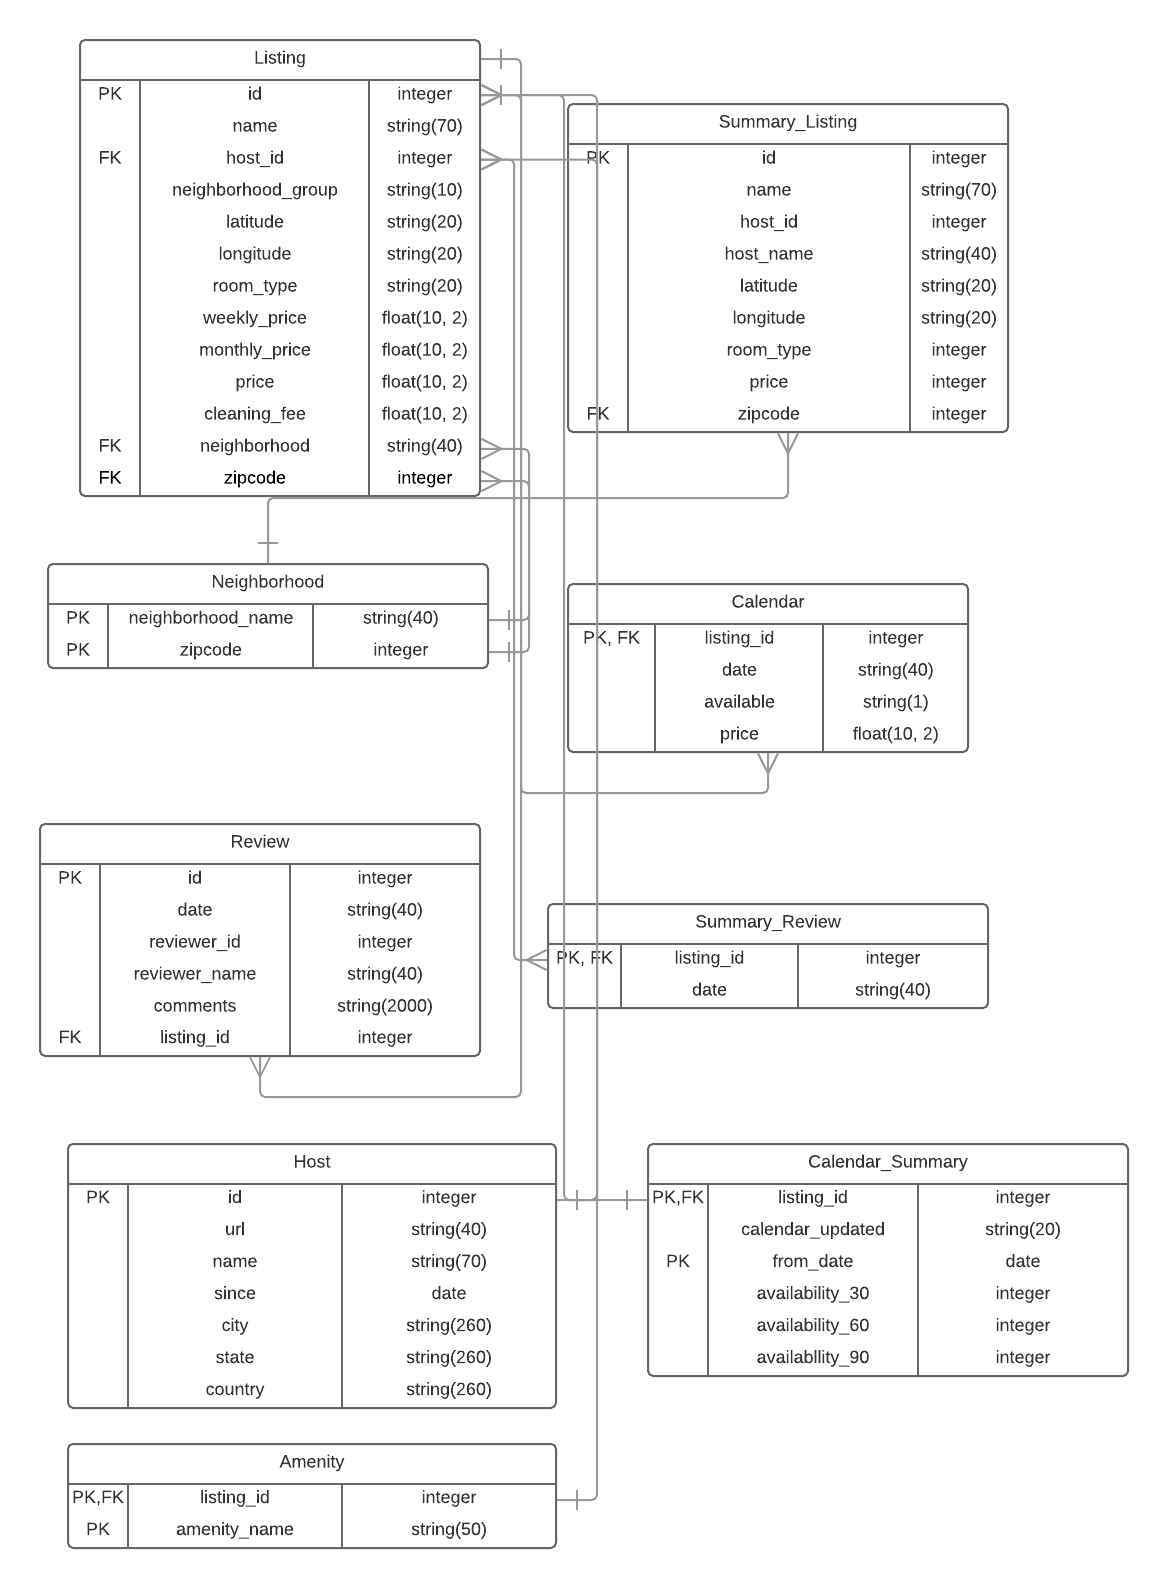 Listing
PK id integer
name string(70)
FK host_id integer
neighborhood_group string(10)
latitude string(20)
longitude string(20)
room_type string(20)
weekly_price float(10, 2)
monthly_price float(10, 2)
price float(10, 2)
cleaning_fee float(10, 2)
FK neighborhood string(40)
FK zipcode integer
Summary_Listing
PK id integer
name string(70)
host_id integer
host_name string(40)
latitude string(20)
longitude string(20)
room_type integer
price integer
FK zipcode integer
Neighborhood
PK neighborhood_name string(40)
PK zipcode integer
Calendar
PK, FK listing_id integer
date string(40)
available string(1)
price float(10, 2)
Review
PK id integer
date string(40)
reviewer_id integer
reviewer_name string(40)
comments string(2000)
FK listing_id integer
Summary_Review
PK, FK listing_id integer
date string(40)
Host
PK id integer
url string(40)
name string(70)
since date
city string(260)
state string(260)
country string(260)
Calendar_Summary
PK,FK listing_id integer
calendar_updated string(20)
PK from_date date
availability_30 integer
availability_60 integer
availabllity_90 integer
Amenity
PK,FK listing_id integer
PK amenity_name string(50)